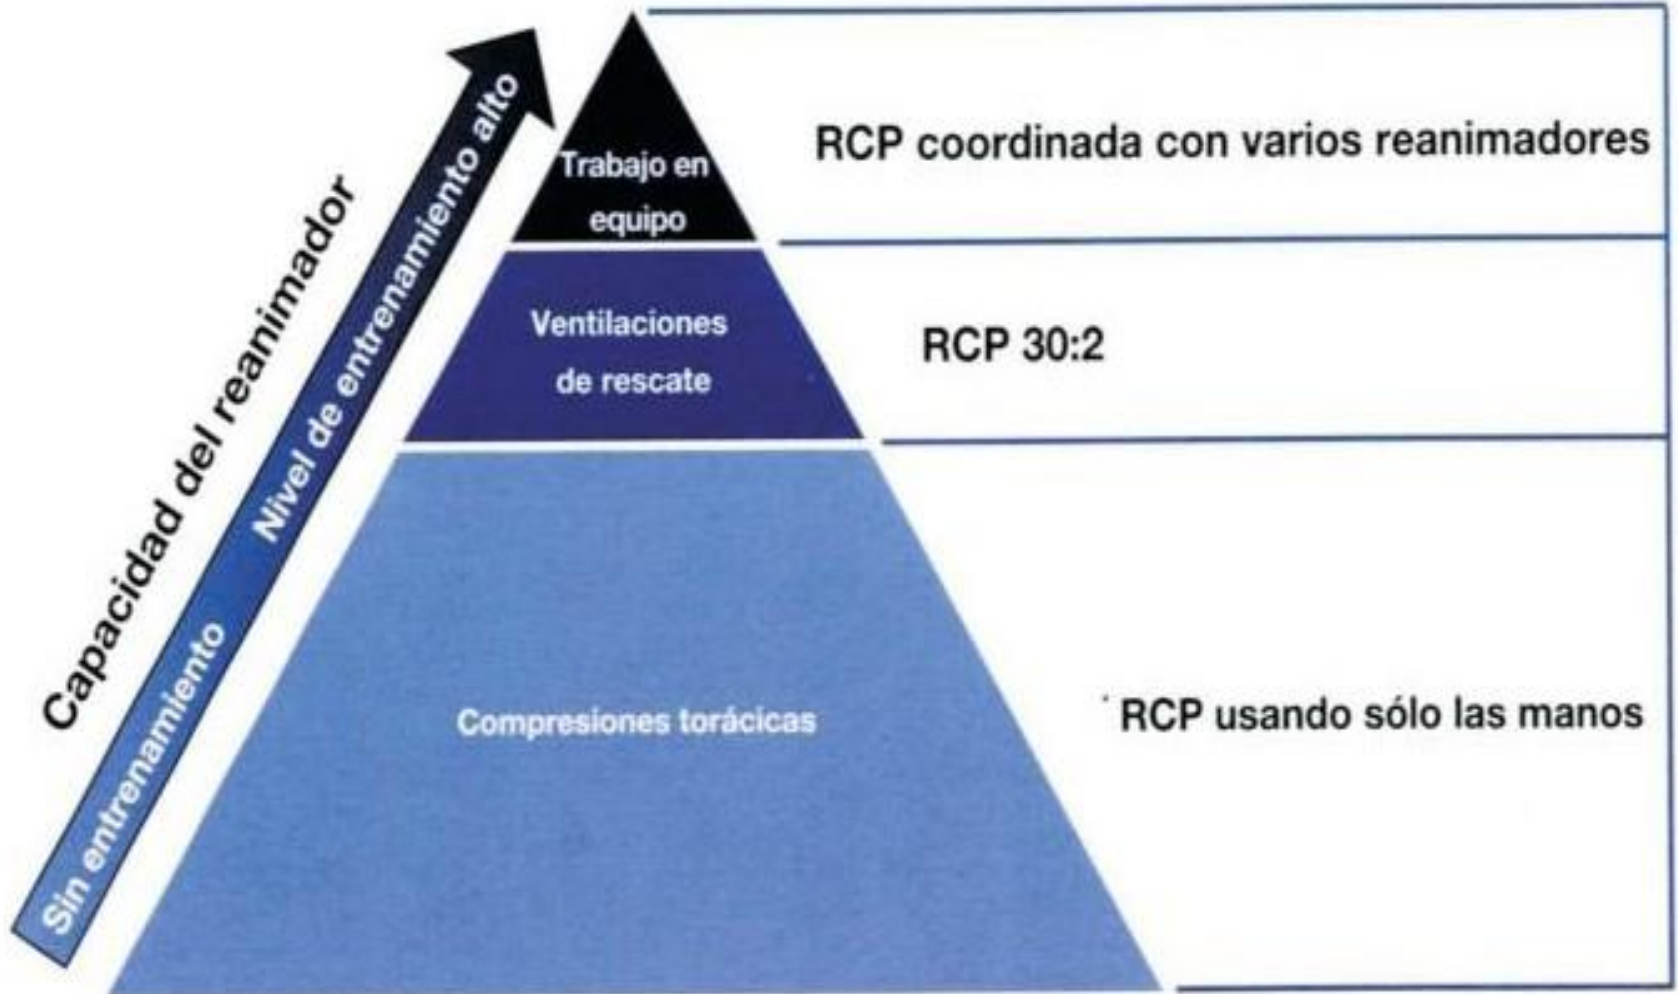 Capacidad del reanimador
Sin entrenamiento
Nivel de entrenamiento alto
Trabajo en
equipo
RCP coordinada con varios reanimadores
Ventilaciones
de rescate
RCP 30:2
Compresiones torácicas
RCP usando sólo las manos